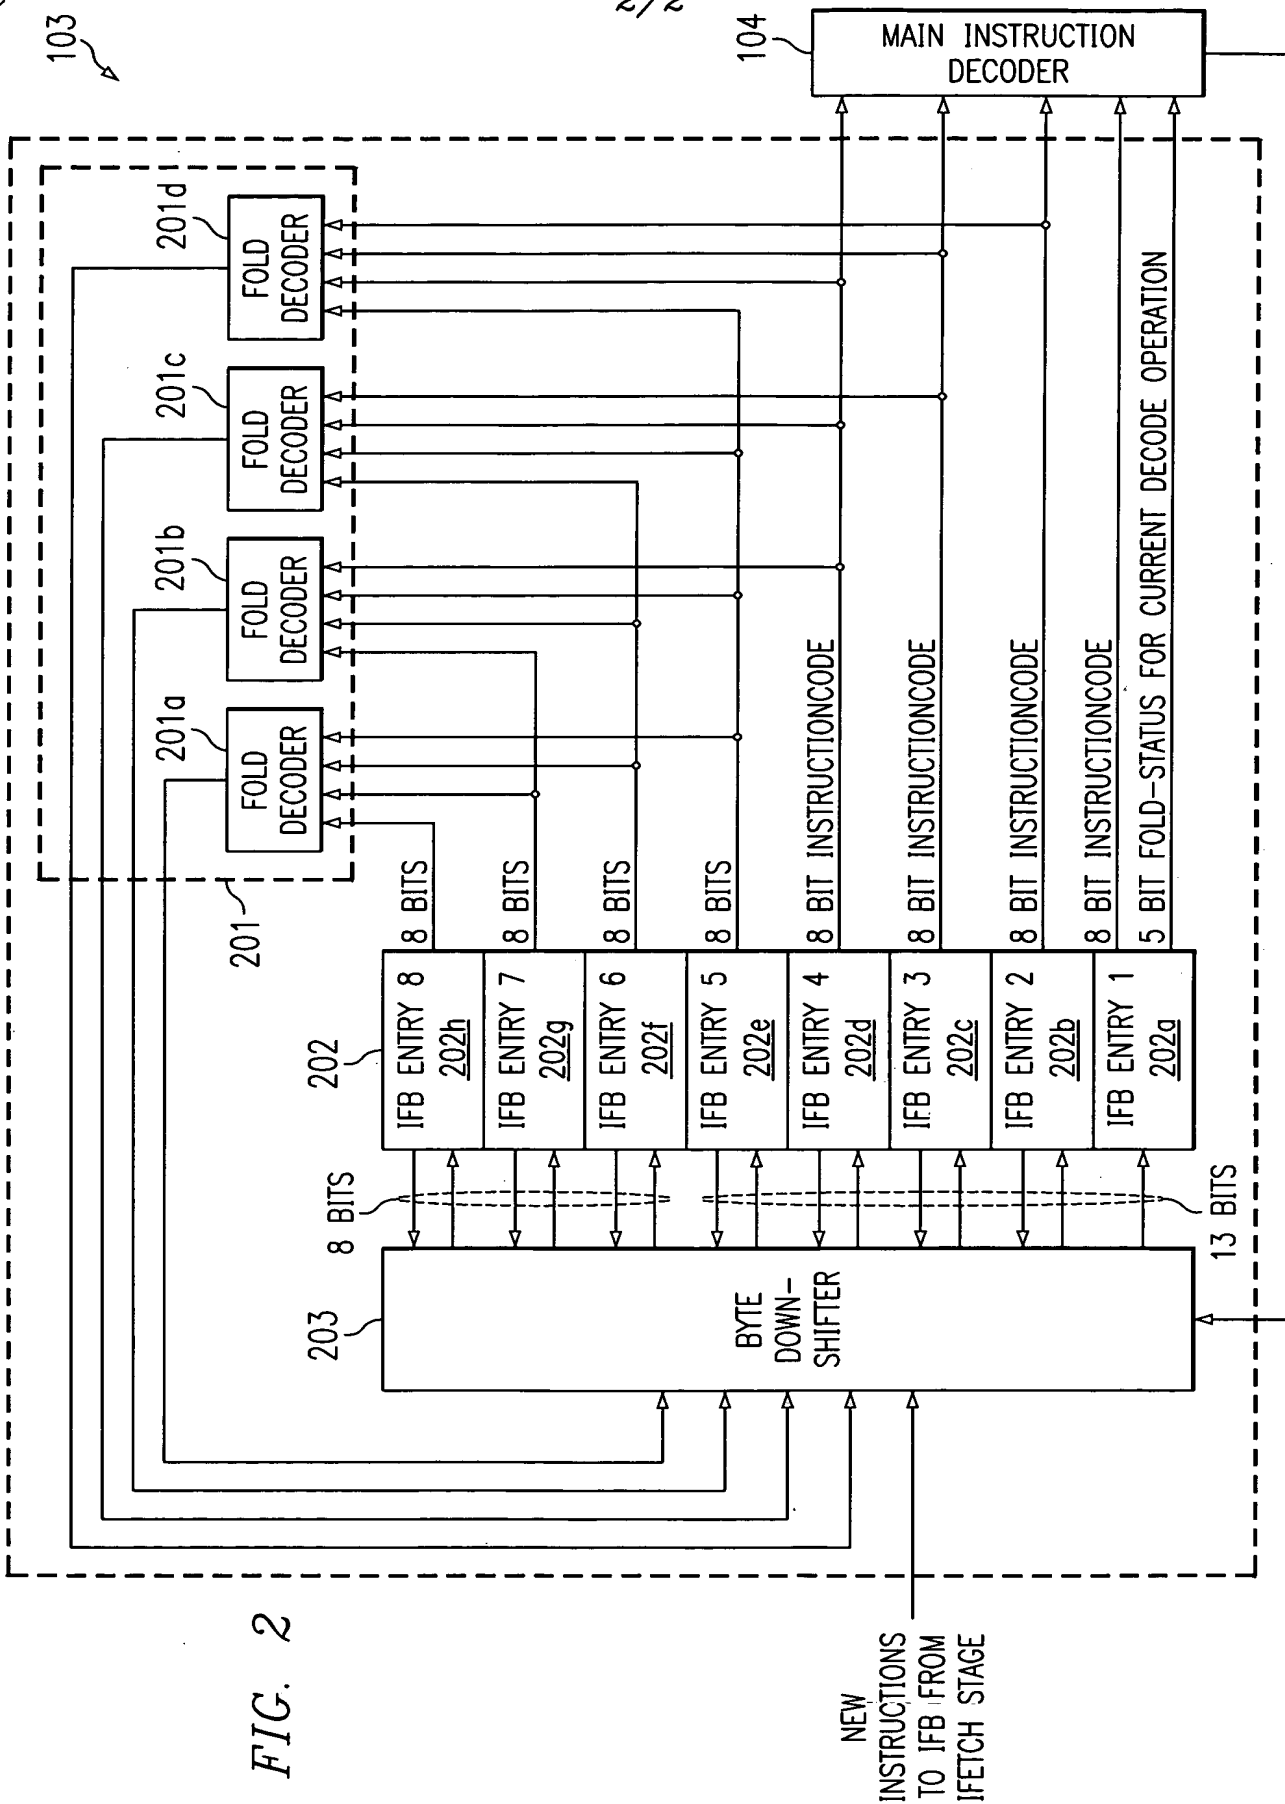 2/2
103
104
MAIN INSTRUCTION
DECODER
201d
FOLD
DECODER
201c
FOLD
DECODER
201b
FOLD
DECODER
201a
FOLD
DECODER
201
8 BITS
8 BITS
8 BITS
8 BITS
8 BIT INSTRUCTIONCODE
8 BIT INSTRUCTIONCODE
8 BIT INSTRUCTIONCODE
8 BIT INSTRUCTIONCODE
5 BIT FOLD-STATUS FOR CURRENT DECODE OPERATION
202
IFB ENTRY 8
202h
IFB ENTRY 7
202g
IFB ENTRY 6
202f
IFB ENTRY 5
202e
IFB ENTRY 4
202d
IFB ENTRY 3
202c
IFB ENTRY 2
202b
IFB ENTRY 1
202a
8 BITS
13 BITS
203
BYTE
DOWN-
SHIFTER
NEW
INSTRUCTIONS
TO IFB FROM
IFETCH STAGE
FIG. 2